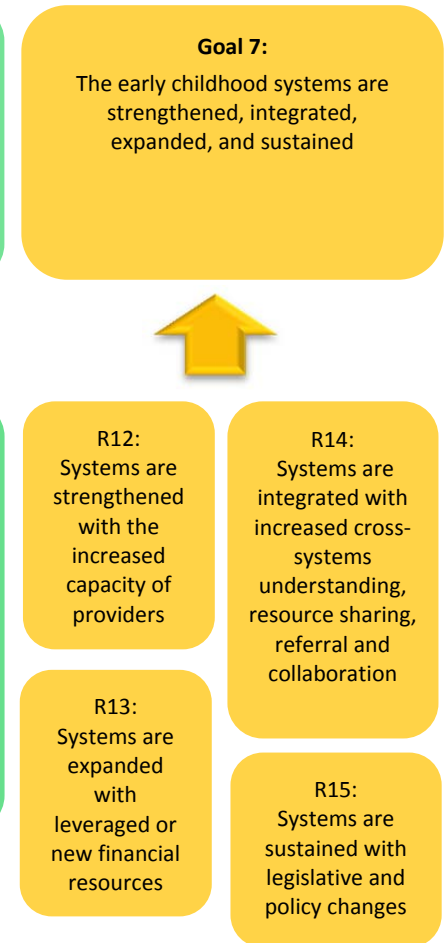 Goal 7:
The early childhood systems are
strengthened, integrated,
expanded, and sustained
R12:
Systems are
strengthened
with the
increased
capacity of
providers
R13:
Systems are
expanded
with
leveraged or
new financial
resources
R14:
Systems are
integrated with
increased cross-
systems
understanding,
resource sharing,
referral and
collaboration
R15:
Systems are
sustained with
legislative and
policy changes